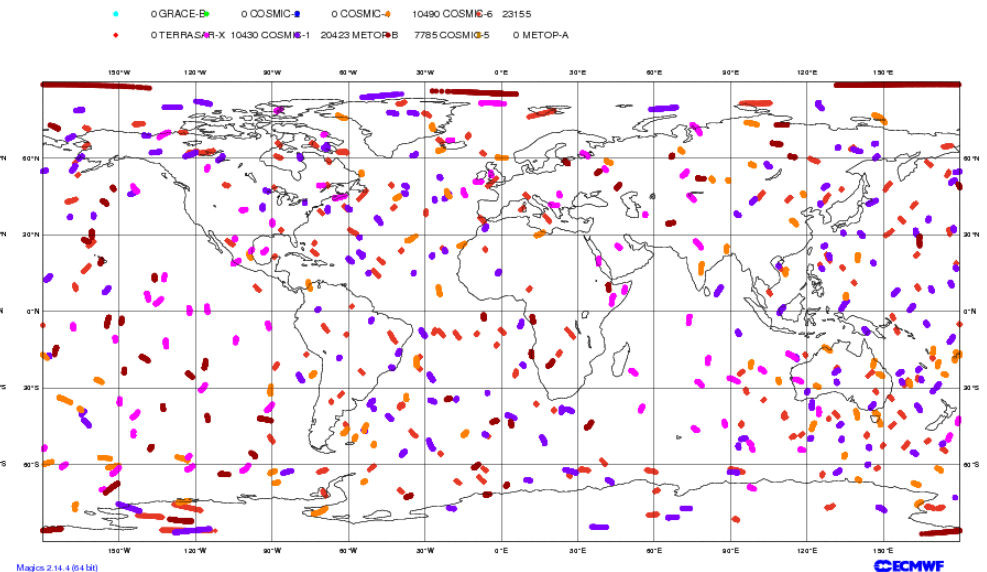 0 GRACE-B 0 COSMIC-2 0 COSMIC-4 10490 COSMIC-6 23155
0 TERRASAR-X 10430 COSMIC-1 20423 METOP-B 7785 COSMIC-5 0 METOP-A
150°W 120°W 90°W 60°W 30°W 0°E 30°E 60°E 90°E 120°E 150°E
60°N
30°N
0°N
30°S
60°S
150°W 120°W 90°W 60°W 30°W 0°E 30°E 60°E 90°E 120°E 150°E
Magics 2.14.4 (64 bit)
ECMWF